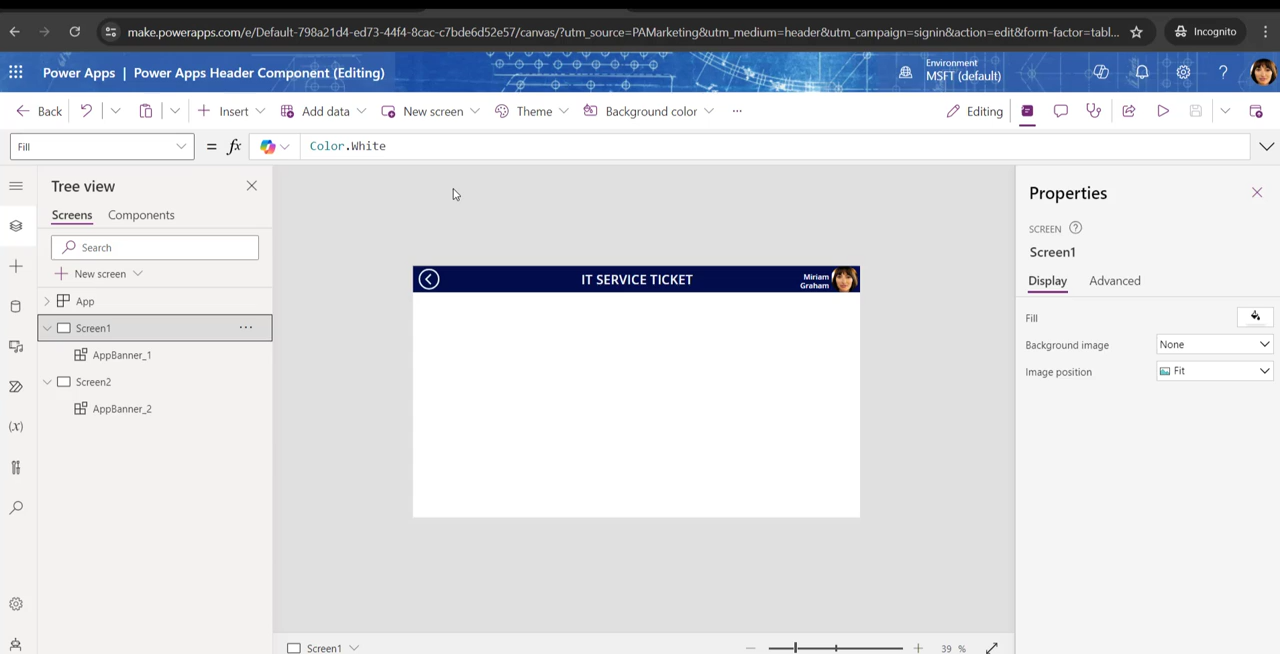 make.powerapps.com/e/Default-798a21d4-ed73-44f4-8cac-c7bde6d52e57/canvas/?utm_source=PAMarketing&utm_medium=header&utm_campaign=signin&action=edit&form-factor=tabl...
Incognito
Power Apps | Power Apps Header Component (Editing)
Environment
MSFT (default)
?
Back
Insert
Add data
New screen
Theme
Background color
...
Editing
Fill
= fx
Color.White
Tree view
Screens
Components
Search
New screen
App
Screen1
...
AppBanner_1
Screen2
AppBanner_2
(x)
IT SERVICE TICKET
Miriam
Graham
Properties
SCREEN ?
Screen1
Display
Advanced
Fill
Background image
None
Image position
Fit
Screen1
39 %